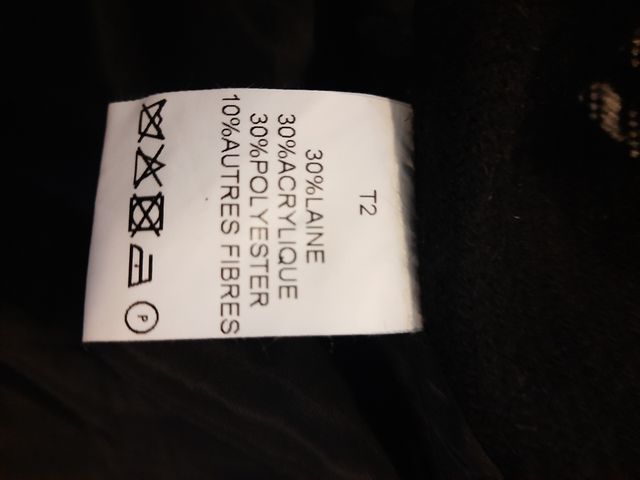 T2
30%LAINE
30%ACRYLIQUE
30%POLYESTER
10%AUTRES FIBRES
P